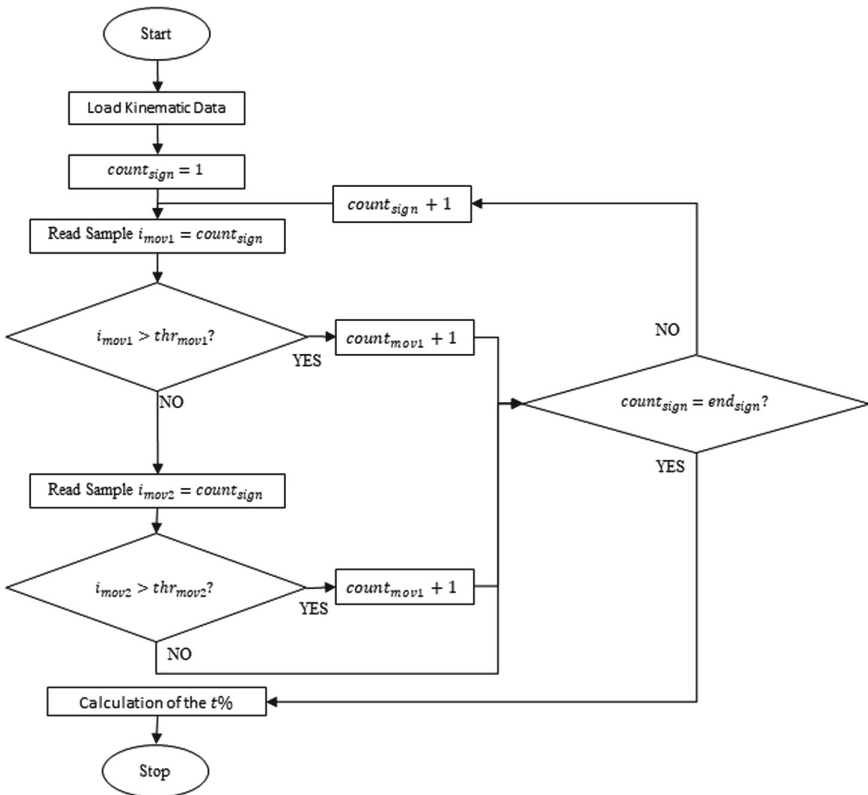 Start
Load Kinematic Data
count_sign = 1
count_sign + 1
Read Sample i_mov1 = count_sign
i_mov1 > thr_mov1?
YES
count_mov1 + 1
NO
NO
count_sign = end_sign?
YES
Read Sample i_mov2 = count_sign
i_mov2 > thr_mov2?
YES
count_mov1 + 1
NO
Calculation of the t%
Stop